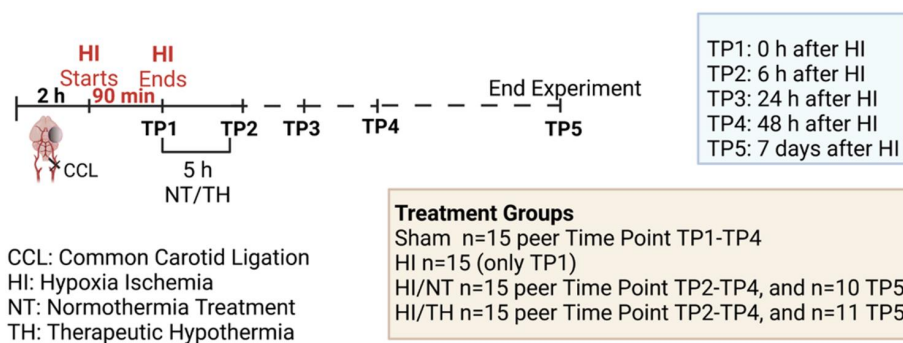 HI HI
Starts Ends
2 h 90 min
End Experiment
TP1 TP2 TP3 TP4 TP5
CCL
5 h
NT/TH
TP1: 0 h after HI
TP2: 6 h after HI
TP3: 24 h after HI
TP4: 48 h after HI
TP5: 7 days after HI
CCL: Common Carotid Ligation
HI: Hypoxia Ischemia
NT: Normothermia Treatment
TH: Therapeutic Hypothermia
Treatment Groups
Sham n=15 peer Time Point TP1-TP4
HI n=15 (only TP1)
HI/NT n=15 peer Time Point TP2-TP4, and n=10 TP5
HI/TH n=15 peer Time Point TP2-TP4, and n=11 TP5